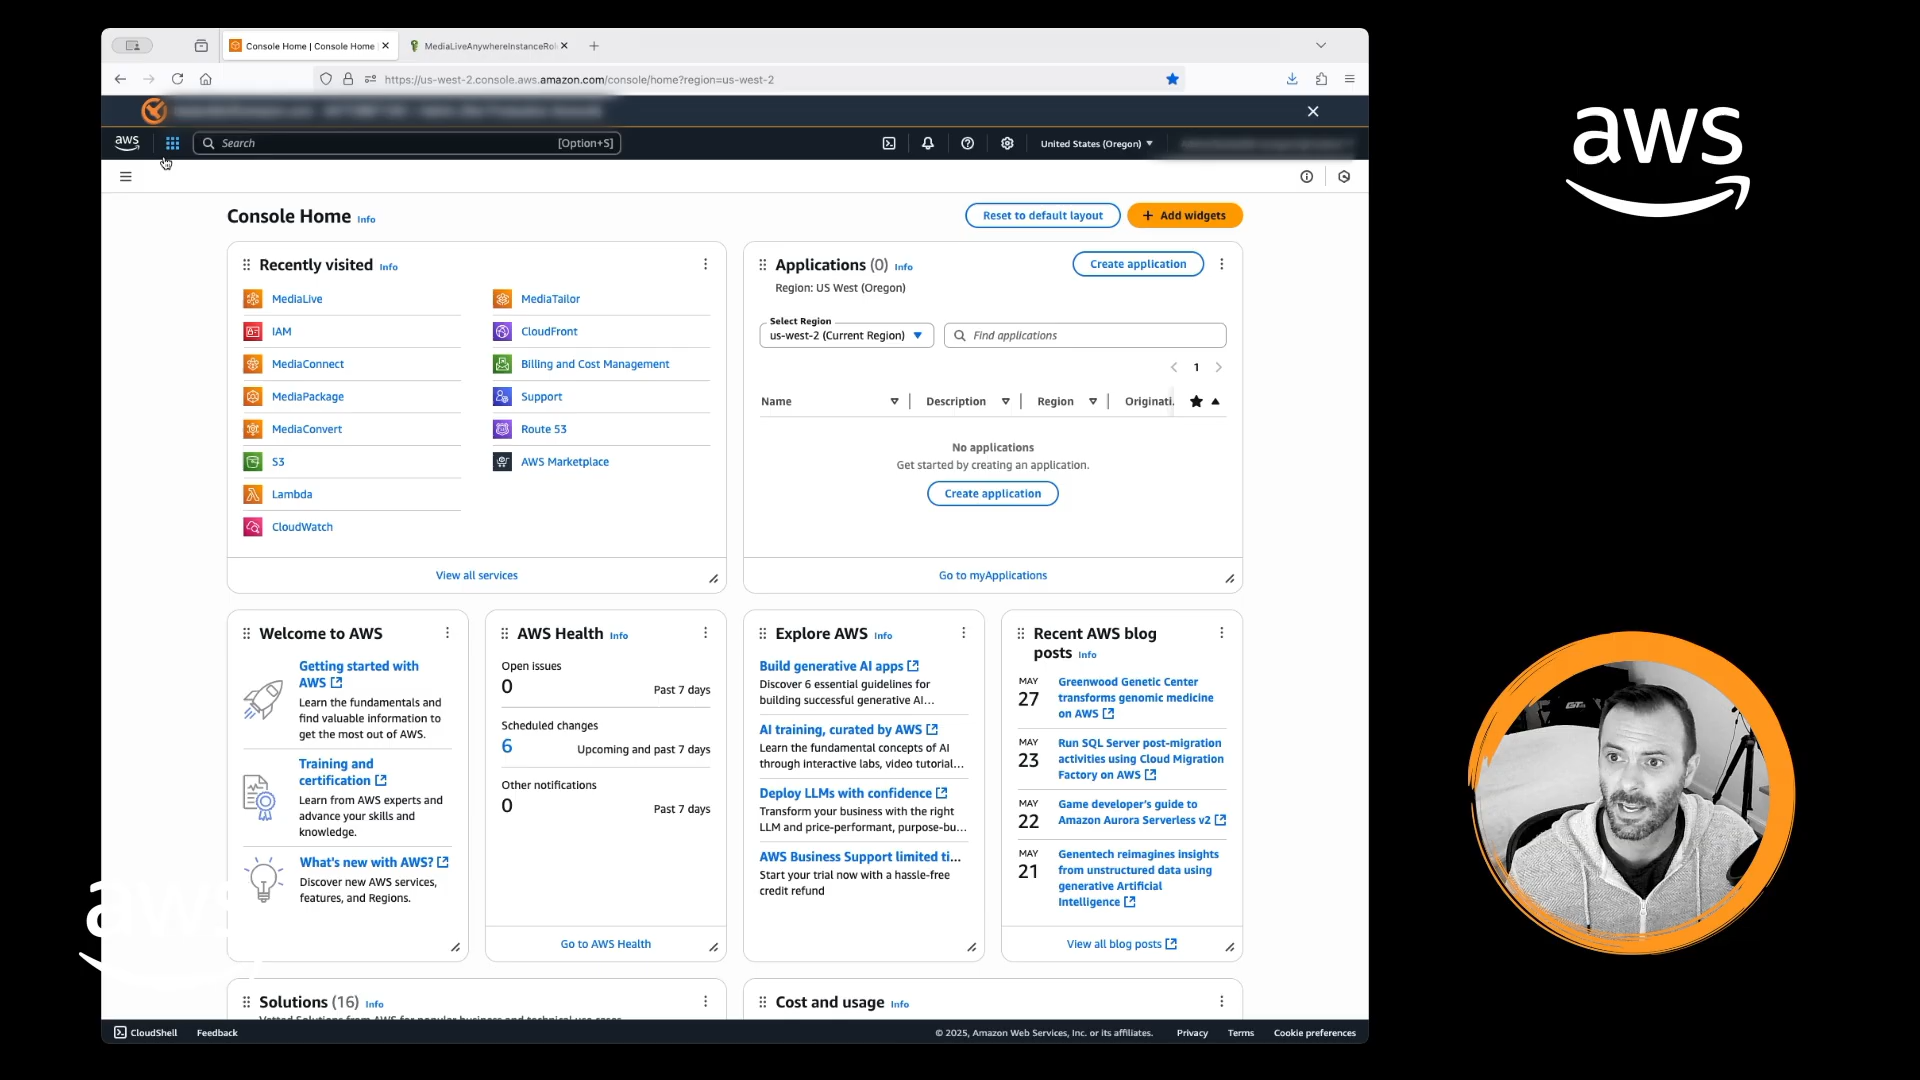 Console Home | Console Home
MediaLiveAnywhereInstanceRol
https://us-west-2.console.aws.amazon.com/console/home?region=us-west-2
aws
Search
[Option+S]
United States (Oregon)
aws
Console Home
Info
Reset to default layout
Add widgets
Recently visited
Info
MediaLive
IAM
MediaConnect
MediaPackage
MediaConvert
S3
Lambda
CloudWatch
MediaTailor
CloudFront
Billing and Cost Management
Support
Route 53
AWS Marketplace
View all services
Applications (0)
Info
Create application
Region: US West (Oregon)
Select Region
us-west-2 (Current Region)
Find applications
1
Name
Description
Region
Originati.
No applications
Get started by creating an application.
Create application
Go to myApplications
Welcome to AWS
Getting started with
AWS
Learn the fundamentals and
find valuable information to
get the most out of AWS.
Training and
certification
Learn from AWS experts and
advance your skills and
knowledge.
What's new with AWS?
Discover new AWS services,
features, and Regions.
AWS Health
Info
Open issues
0
Past 7 days
Scheduled changes
6
Upcoming and past 7 days
Other notifications
0
Past 7 days
Go to AWS Health
Explore AWS
Info
Build generative AI apps
Discover 6 essential guidelines for
building successful generative AI...
AI training, curated by AWS
Learn the fundamental concepts of AI
through interactive labs, video tutorial...
Deploy LLMs with confidence
Transform your business with the right
LLM and price-performant, purpose-bu...
AWS Business Support limited ti...
Start your trial now with a hassle-free
credit refund
Recent AWS blog
posts
Info
MAY
27
Greenwood Genetic Center
transforms genomic medicine
on AWS
MAY
23
Run SQL Server post-migration
activities using Cloud Migration
Factory on AWS
MAY
22
Game developer's guide to
Amazon Aurora Serverless v2
MAY
21
Genentech reimagines insights
from unstructured data using
generative Artificial
Intelligence
View all blog posts
aws
Solutions (16)
Info
Vetted Solutions from AWS for popular business and technical use cases
Cost and usage
Info
CloudShell
Feedback
© 2025, Amazon Web Services, Inc. or its affiliates.
Privacy
Terms
Cookie preferences